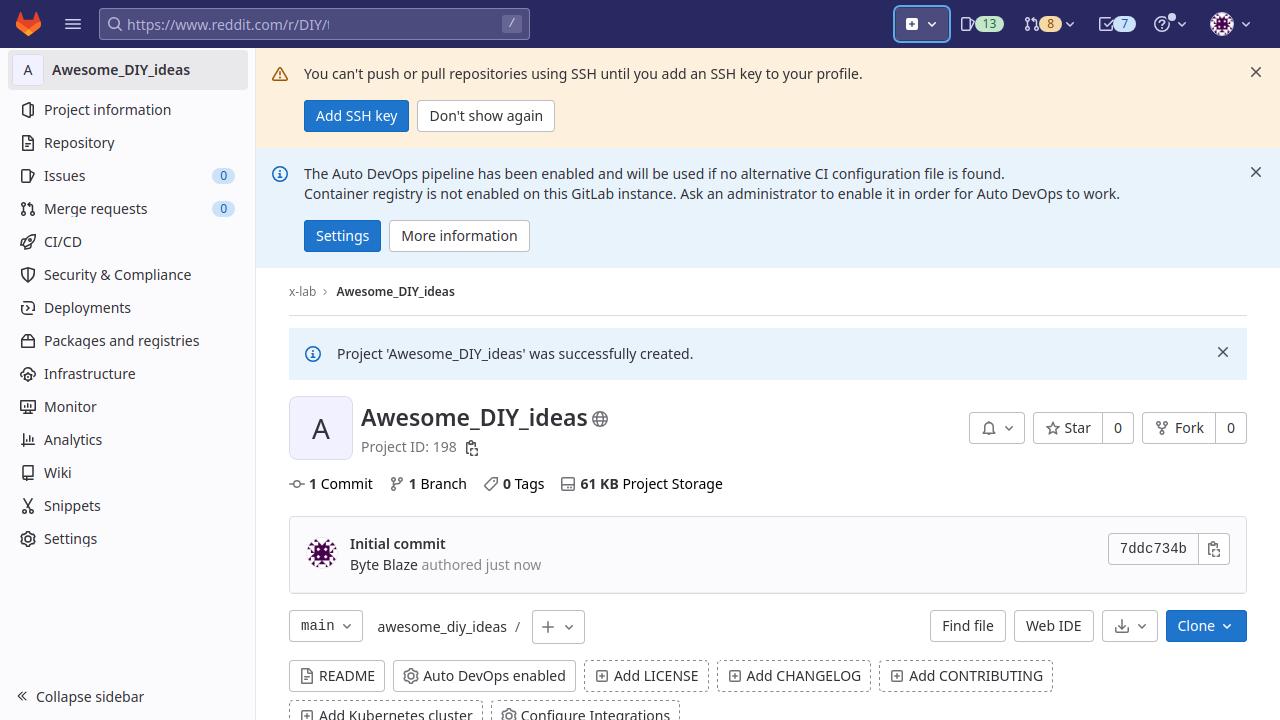 https://www.reddit.com/r/DIY/t
/
13
8
7
A
Awesome_DIY_ideas
Project information
Repository
Issues
0
Merge requests
0
CI/CD
Security & Compliance
Deployments
Packages and registries
Infrastructure
Monitor
Analytics
Wiki
Snippets
Settings
Collapse sidebar
You can't push or pull repositories using SSH until you add an SSH key to your profile.
Add SSH key
Don't show again
The Auto DevOps pipeline has been enabled and will be used if no alternative CI configuration file is found.
Container registry is not enabled on this GitLab instance. Ask an administrator to enable it in order for Auto DevOps to work.
Settings
More information
x-lab
Awesome_DIY_ideas
Project 'Awesome_DIY_ideas' was successfully created.
A
Awesome_DIY_ideas
Project ID: 198
Star
0
Fork
0
1 Commit
1 Branch
0 Tags
61 KB Project Storage
Initial commit
Byte Blaze authored just now
7ddc734b
main
awesome_diy_ideas /
Find file
Web IDE
Clone
README
Auto DevOps enabled
Add LICENSE
Add CHANGELOG
Add CONTRIBUTING
Add Kubernetes cluster
Configure Integrations